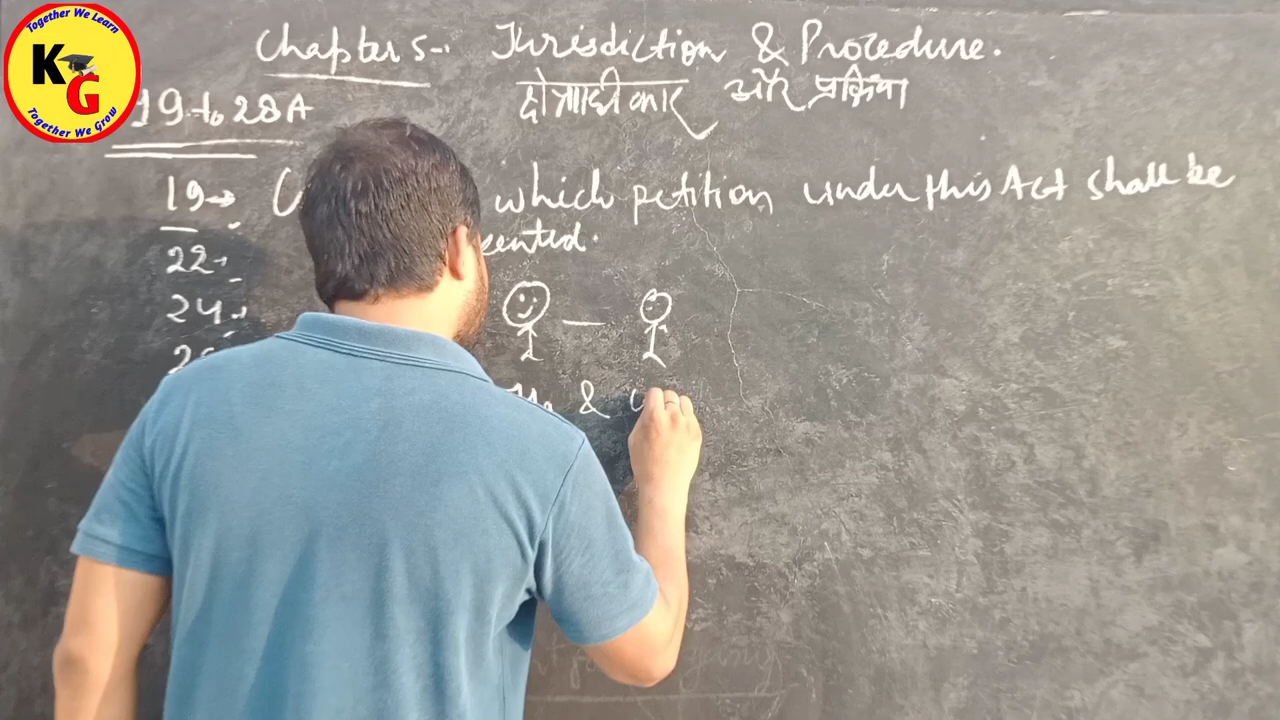 Together We Learn
KG
Together We Grow
Chapter 5-: Jurisdiction & Procedure.
क्षेत्राधीकार और प्रक्रिया
19 to 28A
19 → which petition under this Act shall be
sented.
22 -:
24 -:
&